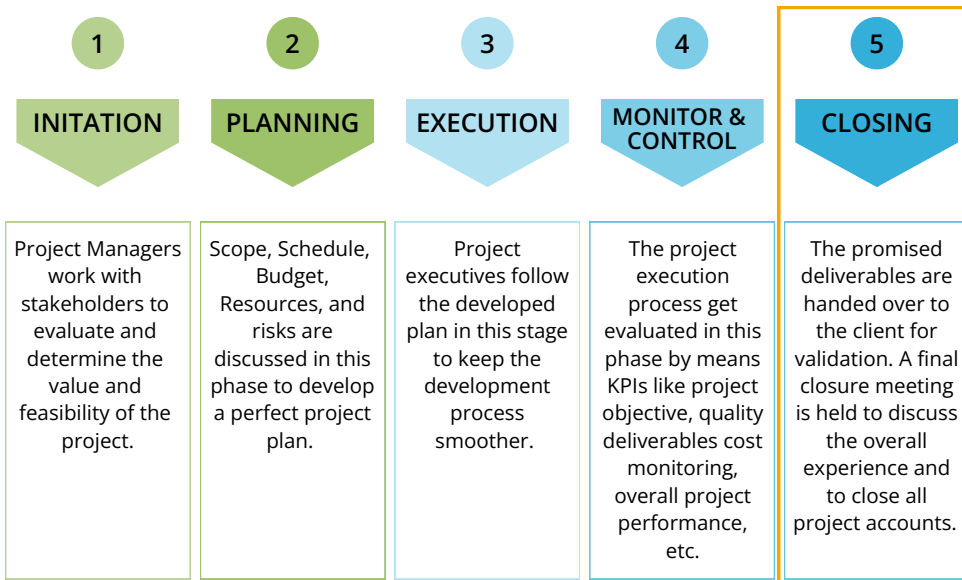 1
INITATION
Project Managers
work with
stakeholders to
evaluate and
determine the
value and
feasibility of the
project.
2
PLANNING
Scope, Schedule,
Budget,
Resources, and
risks are
discussed in this
phase to develop
a perfect project
plan.
3
EXECUTION
Project
executives follow
the developed
plan in this stage
to keep the
development
process
smoother.
4
MONITOR &
CONTROL
The project
execution
process get
evaluated in this
phase by means
KPIs like project
objective, quality
deliverables cost
monitoring,
overall project
performance,
etc.
5
CLOSING
The promised
deliverables are
handed over to
the client for
validation. A final
closure meeting
is held to discuss
the overall
experience and
to close all
project accounts.